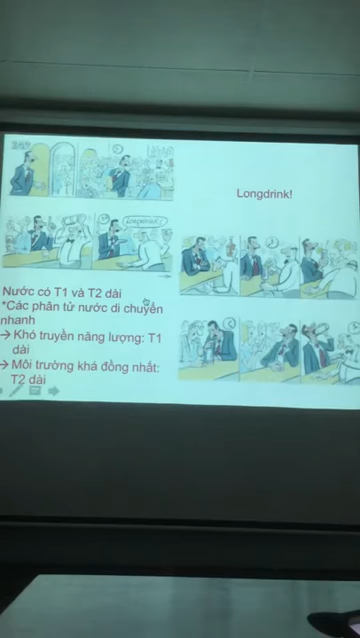 Longdrink!
Longdrink!
Nước có T1 và T2 dài
*Các phân tử nước di chuyển
nhanh
→ Khó truyền năng lượng: T1
dài
→ Môi trường khá đồng nhất:
T2 dài